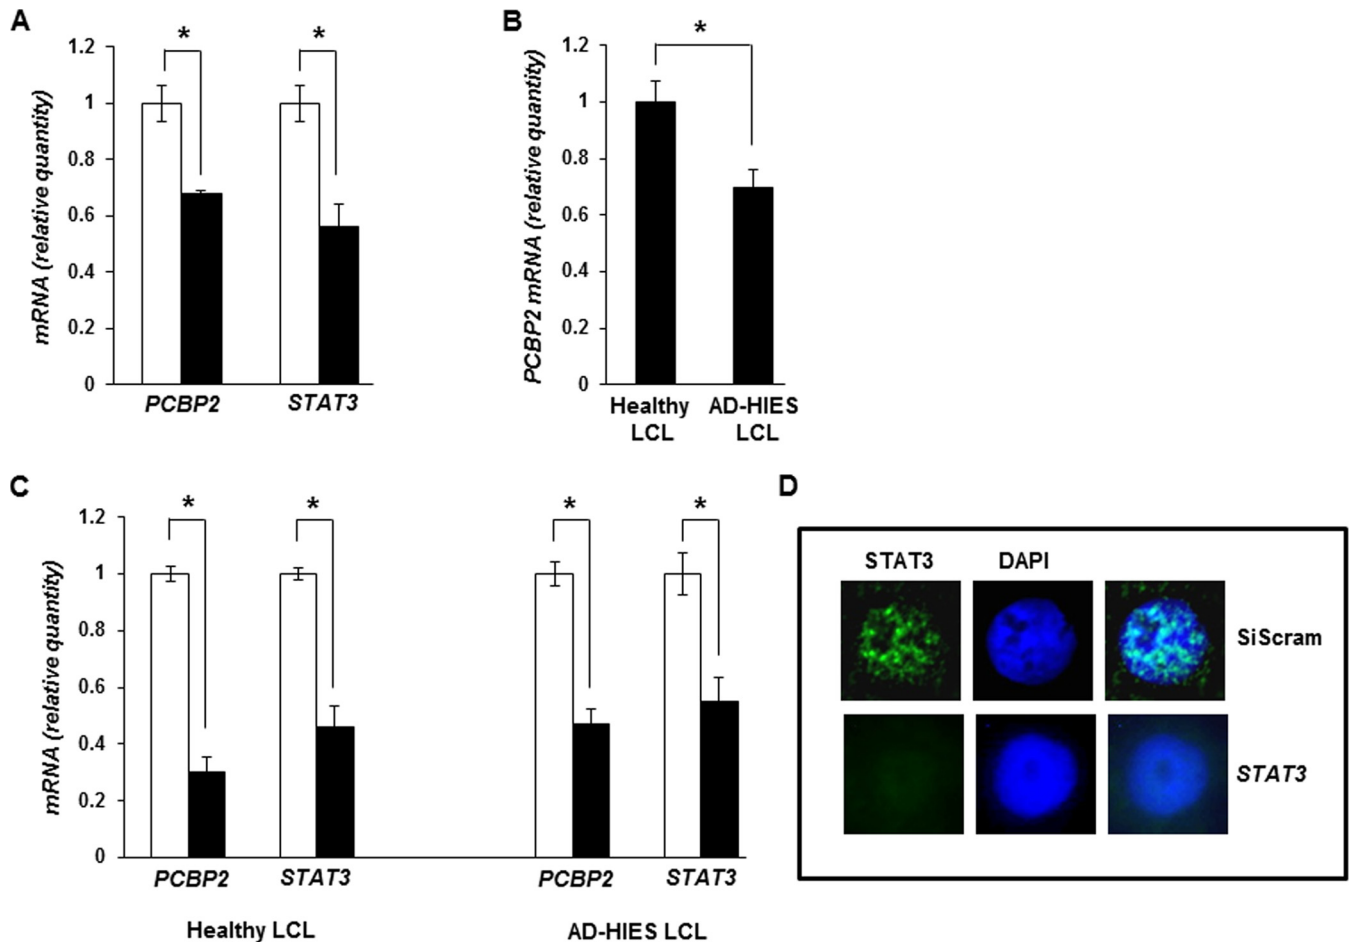 A
mRNA (relative quantity)
1.2
1
0.8
0.6
0.4
0.2
0
*
*
PCBP2
STAT3
B
PCBP2 mRNA (relative quantity)
1.2
1
0.8
0.6
0.4
0.2
0
*
Healthy
LCL
AD-HIES
LCL
C
mRNA (relative quantity)
1.2
1
0.8
0.6
0.4
0.2
0
*
*
*
*
PCBP2
STAT3
PCBP2
STAT3
Healthy LCL
AD-HIES LCL
D
STAT3
DAPI
SiScram
STAT3